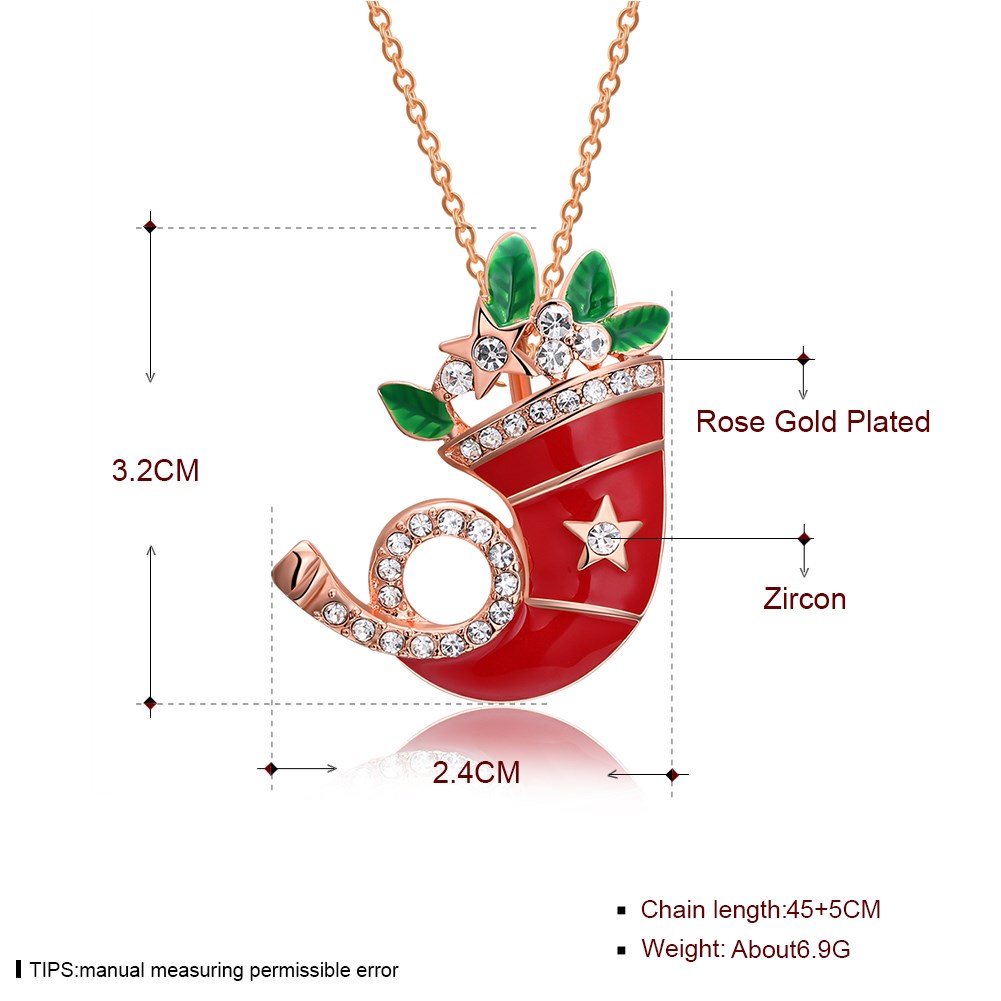 Rose Gold Plated
3.2CM
Zircon
2.4CM
Chain length:45+5CM
Weight: About6.9G
TIPS:manual measuring permissible error